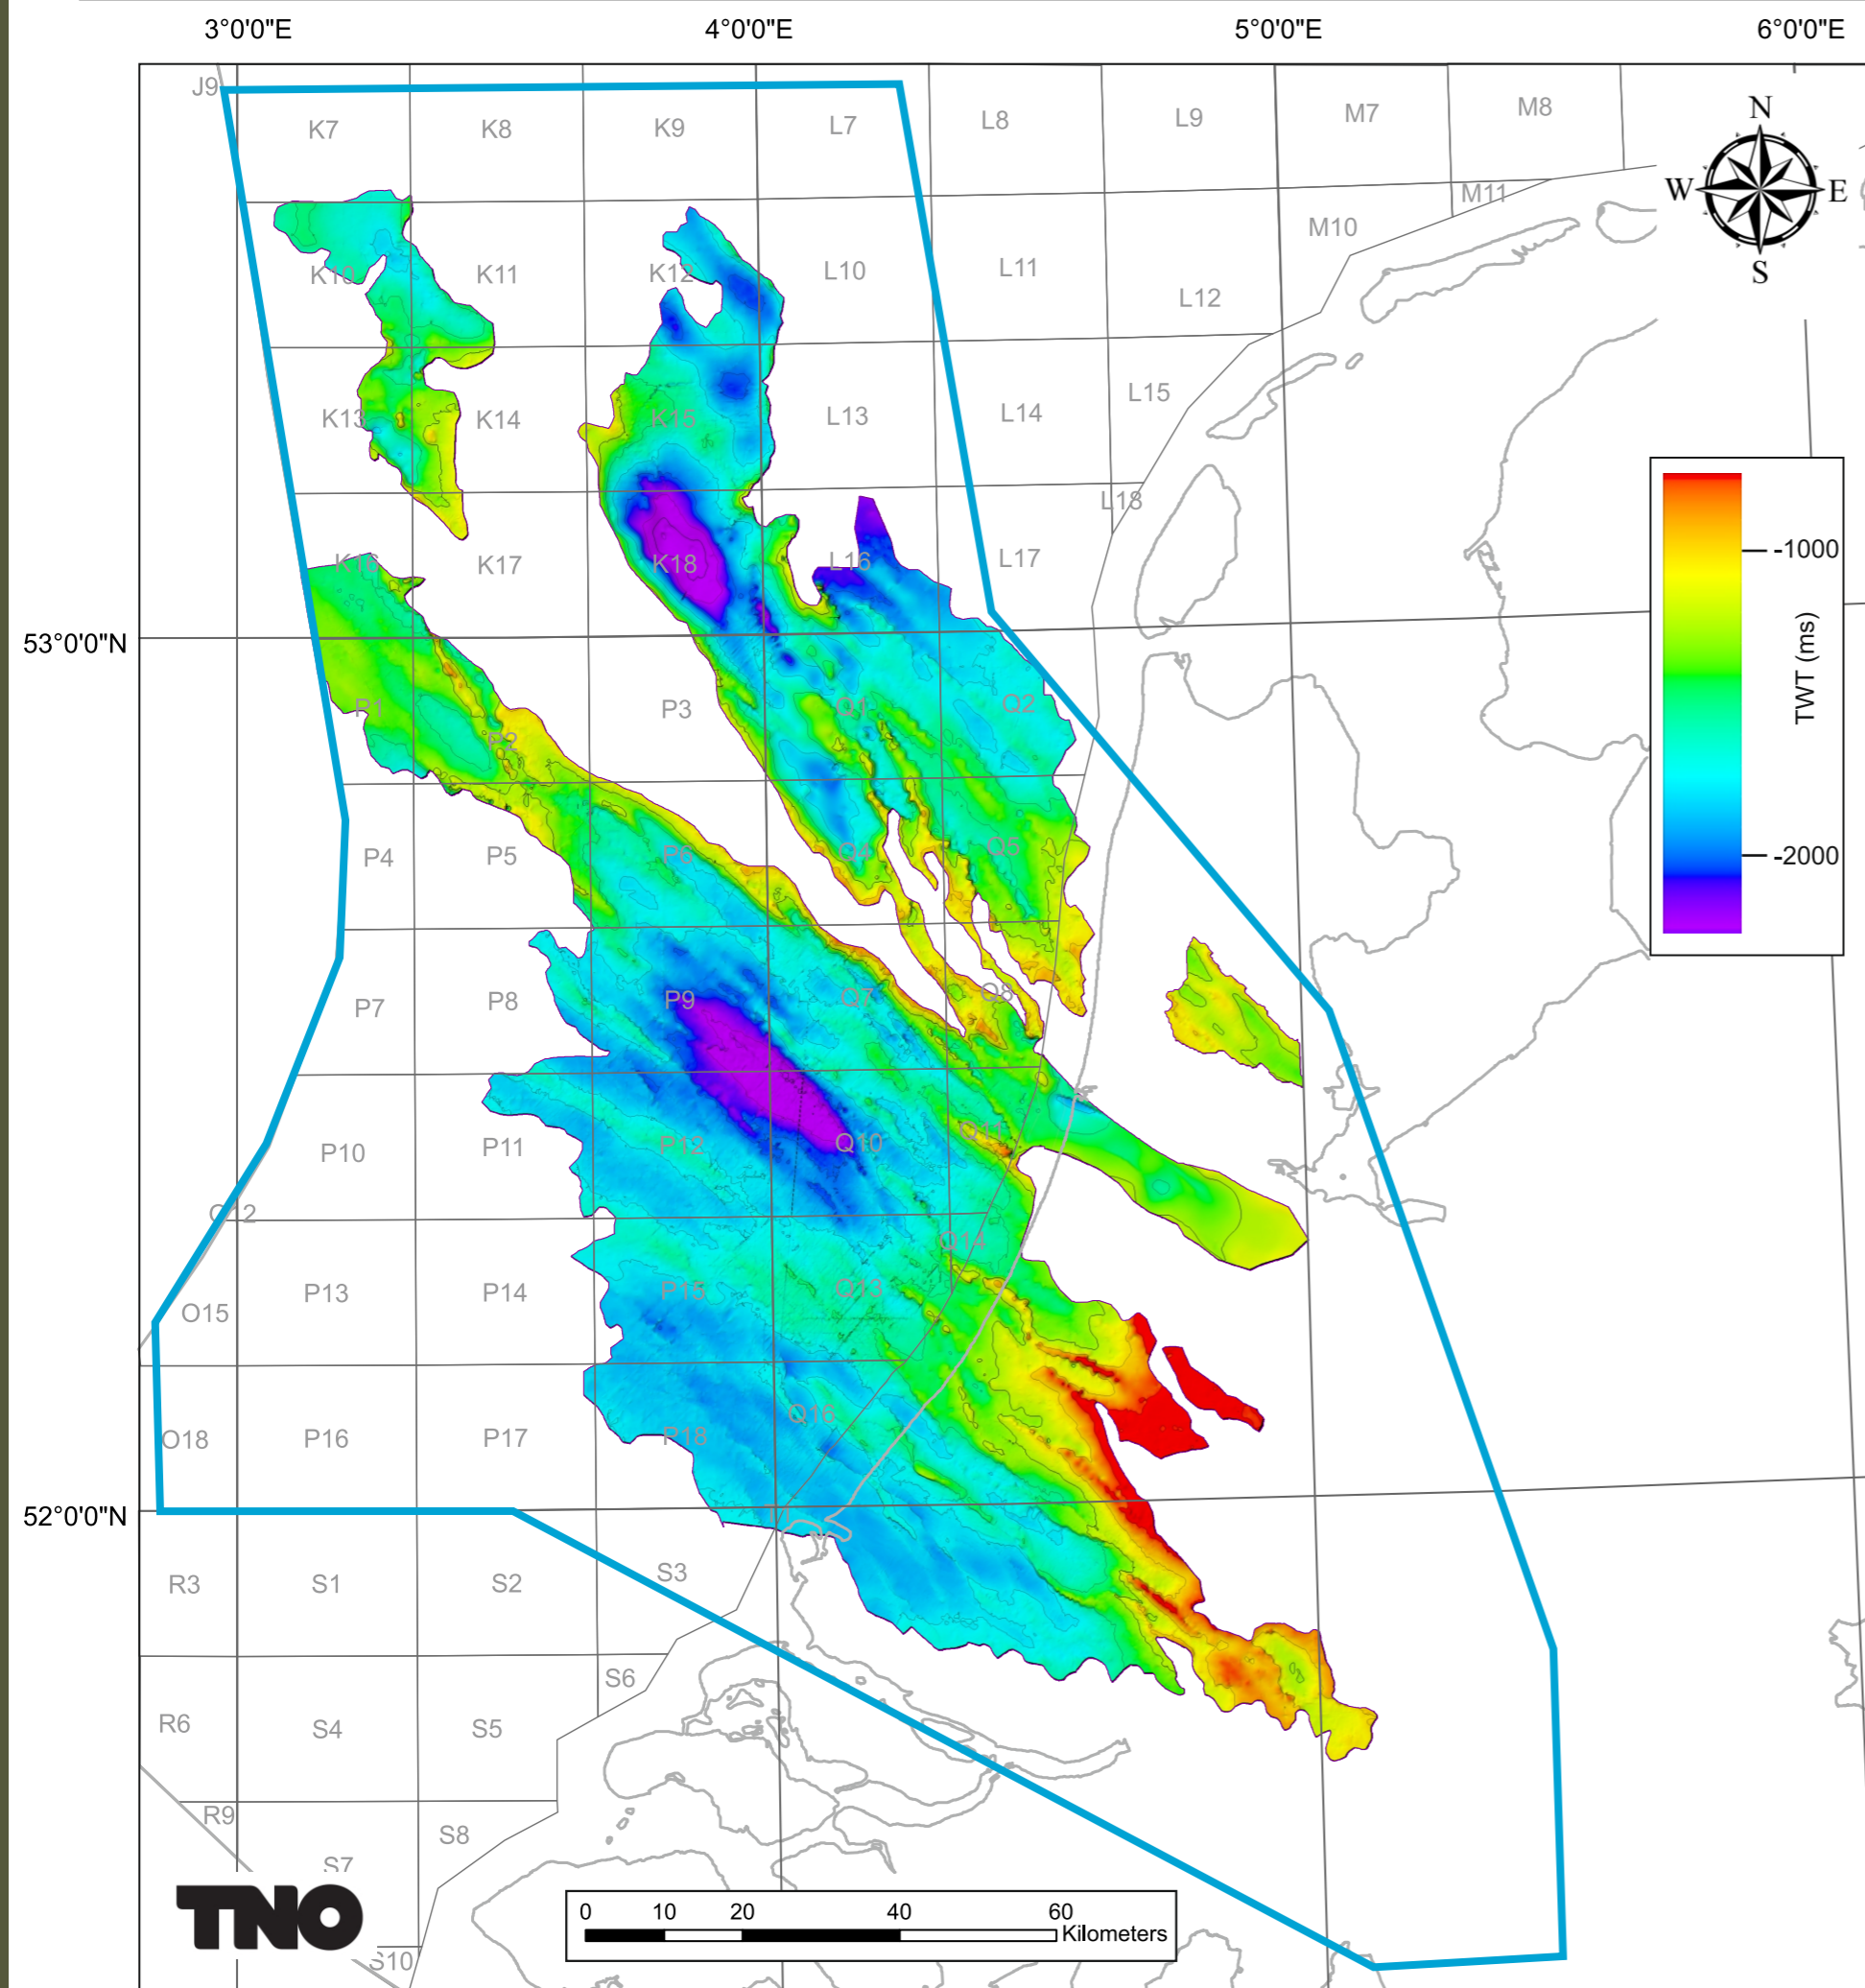 3°0'0"E 4°0'0"E 5°0'0"E 6°0'0"E
J9 K7 K8 K9 L7 L8 L9 M7 M8
N
W E
S
M10 M11
K10 K11 K12 L10 L11 L12
K13 K14 K15 L13 L14 L15
L18
K16 K17 K18 L16 L17
-1000
TWT (ms)
-2000
53°0'0"N
P1 P2 P3 Q1 Q2
P4 P5 P6 Q4 Q5
P7 P8 P9 Q7 Q8
P10 P11 P12 Q10 Q11
O12
O15 P13 P14 P15 Q13 Q14
O18 P16 P17 P18 Q16
52°0'0"N
R3 S1 S2 S3
R6 S4 S5 S6
R9 S7 S8
S10
TNO
0 10 20 40 60
Kilometers